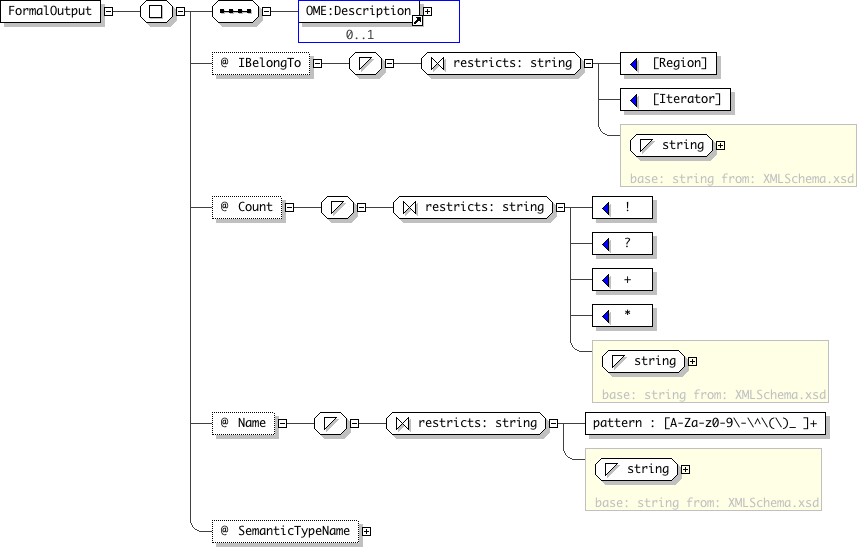 FormalOutput
OME:Description
0..1
@ IBelongTo
restricts: string
[Region]
[Iterator]
string
base: string from: XMLSchema.xsd
@ Count
restricts: string
!
?
+
*
string
base: string from: XMLSchema.xsd
@ Name
restricts: string
pattern : [A-Za-z0-9\-\^\(\)_ ]+
string
base: string from: XMLSchema.xsd
@ SemanticTypeName